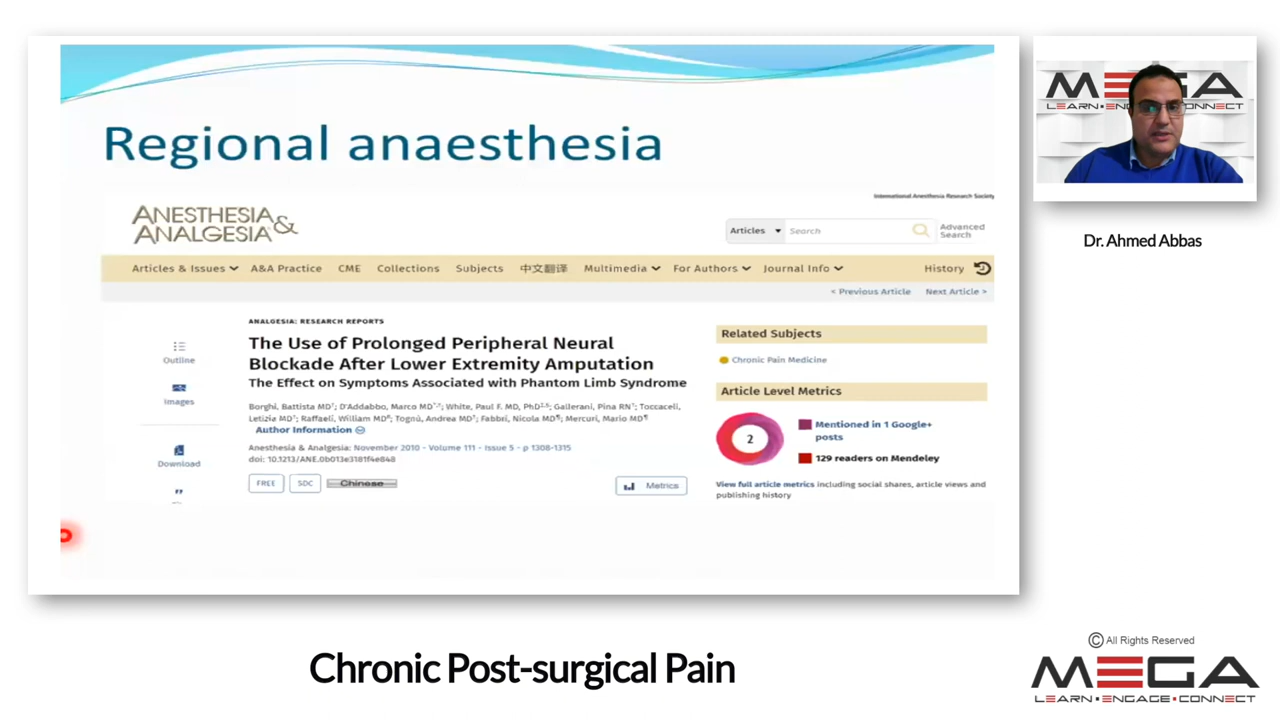 Regional anaesthesia
International Anesthesia Research Society
ANESTHESIA &
ANALGESIA
Articles
Search
Advanced
Search
Articles & Issues
A&A Practice
CME
Collections
Subjects
中文翻译
Multimedia
For Authors
Journal Info
History
< Previous Article
Next Article >
Outline
Images
Download
ANALGESIA: RESEARCH REPORTS
The Use of Prolonged Peripheral Neural
Blockade After Lower Extremity Amputation
The Effect on Symptoms Associated with Phantom Limb Syndrome
Borghi, Battista MD*; D'Addabbo, Marco MD; White, Paul F. MD, PhD; Gallerani, Pina RN; Toccaceli,
Letizia MD; Raffaeli, William MD; Tognù, Andrea MD; Fabbri, Nicola MD; Mercuri, Mario MD
Author Information
Anesthesia & Analgesia: November 2010 - Volume 111 - Issue 5 - p 1308-1315
doi: 10.1213/ANE.0b013e3181f4e848
FREE
SDC
Chinese
Metrics
Related Subjects
Chronic Pain Medicine
Article Level Metrics
2
Mentioned in 1 Google+
posts
129 readers on Mendeley
View full article metrics including social shares, article views and
publishing history
MEGA
LEARN•ENGAGE•CONNECT
Dr. Ahmed Abbas
Chronic Post-surgical Pain
© All Rights Reserved
MEGA
LEARN•ENGAGE•CONNECT